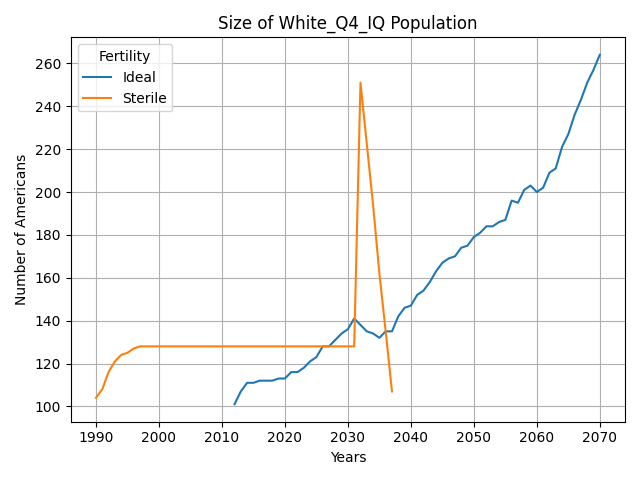 Size of White_Q4_IQ Population
Fertility
Ideal
Sterile
Number of Americans
260
240
220
200
180
160
140
120
100
1990 2000 2010 2020 2030 2040 2050 2060 2070
Years